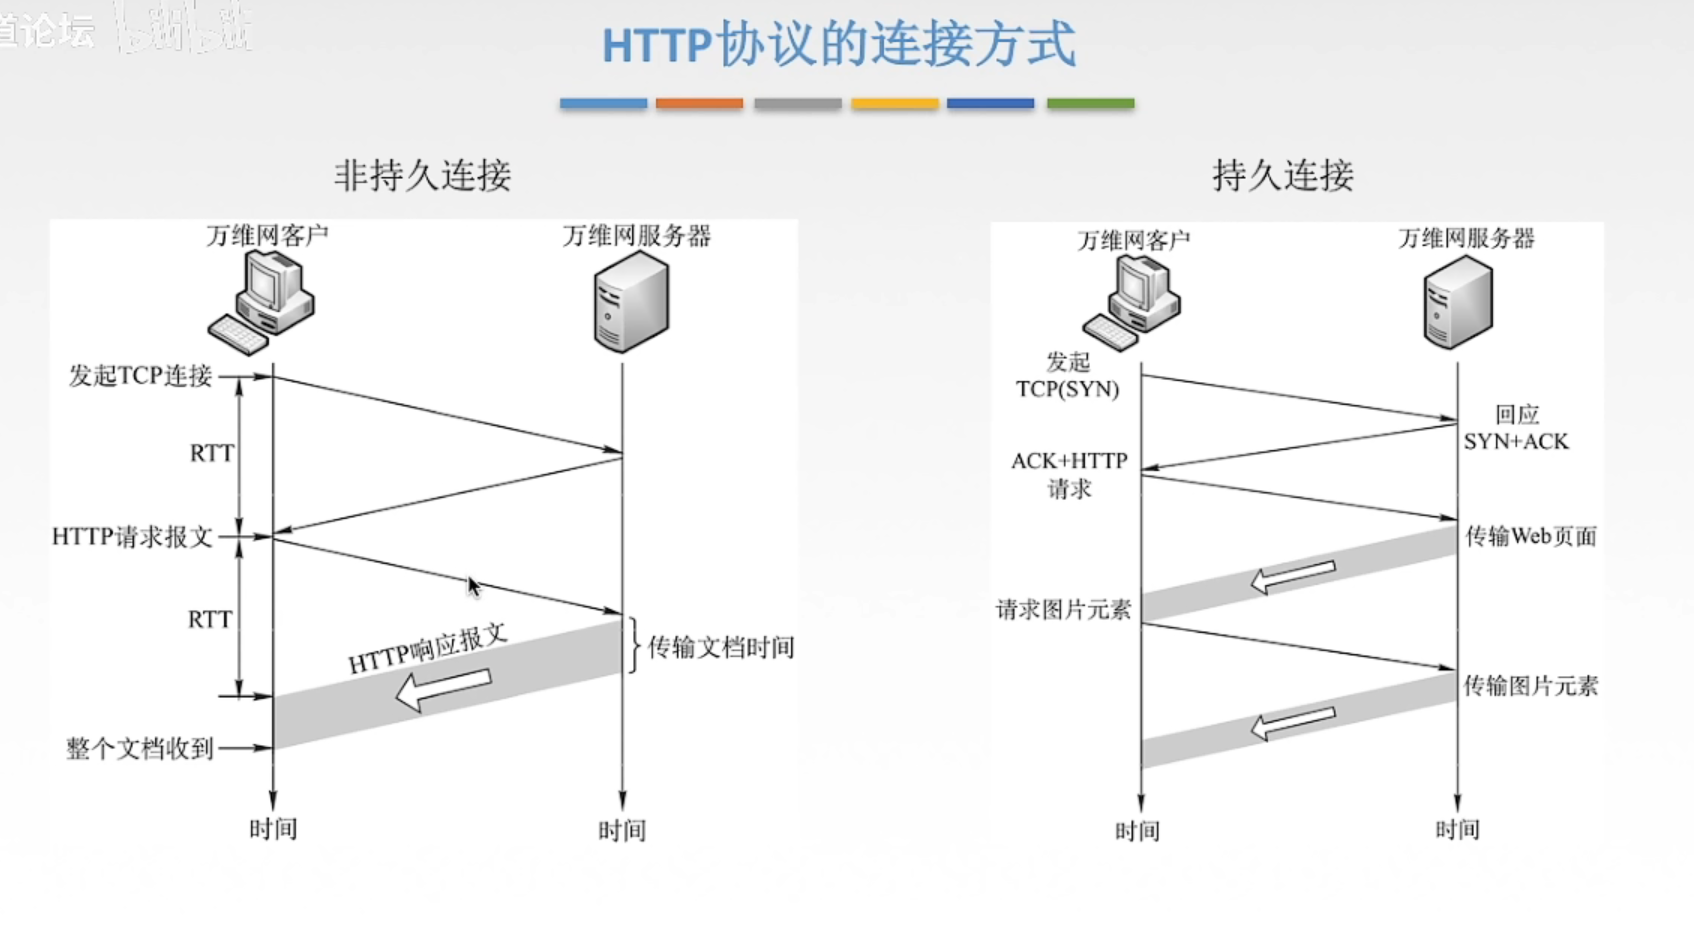 道论坛 bilibili
HTTP协议的连接方式
非持久连接
万维网客户
万维网服务器
发起TCP连接
RTT
HTTP请求报文
RTT
HTTP响应报文
传输文档时间
整个文档收到
时间
时间
持久连接
万维网客户
万维网服务器
发起
TCP(SYN)
回应
SYN+ACK
ACK+HTTP
请求
传输Web页面
请求图片元素
传输图片元素
时间
时间